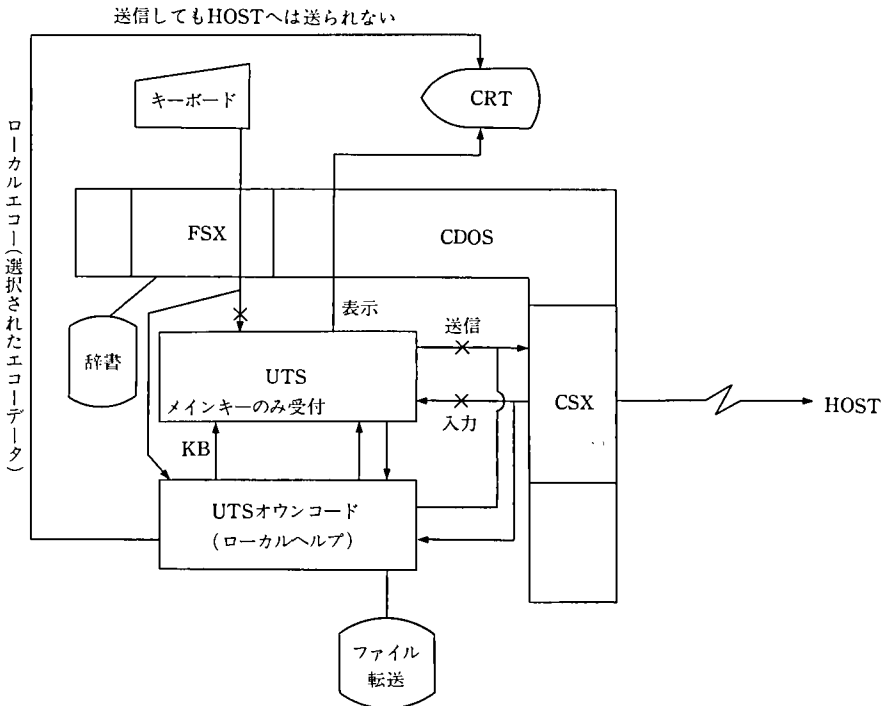 送信してもHOSTへは送られない
キーボード
CRT
ローカルエコー(選択されたエコーデータ)
FSX
CDOS
表示
送信
辞書
UTS
メインキーのみ受付
入力
CSX
HOST
KB
UTSオウンコード
(ローカルヘルプ)
ファイル
転送